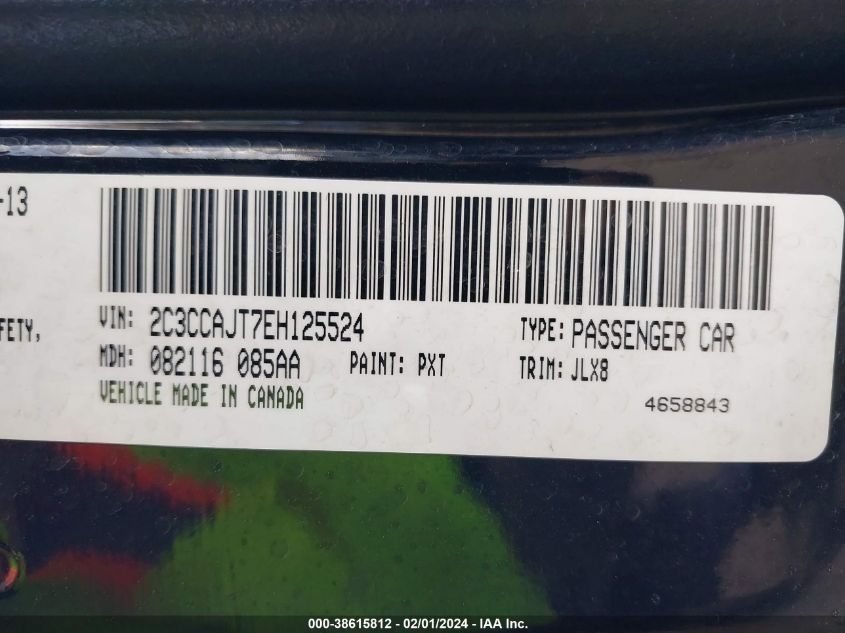 -13
FETY,
VIN: 2C3CCAJT7EH125524
TYPE: PASSENGER CAR
MDH: 082116 085AA
PAINT: PXT
TRIM: JLX8
VEHICLE MADE IN CANADA
4658843
000-38615812 - 02/01/2024 - IAA Inc.